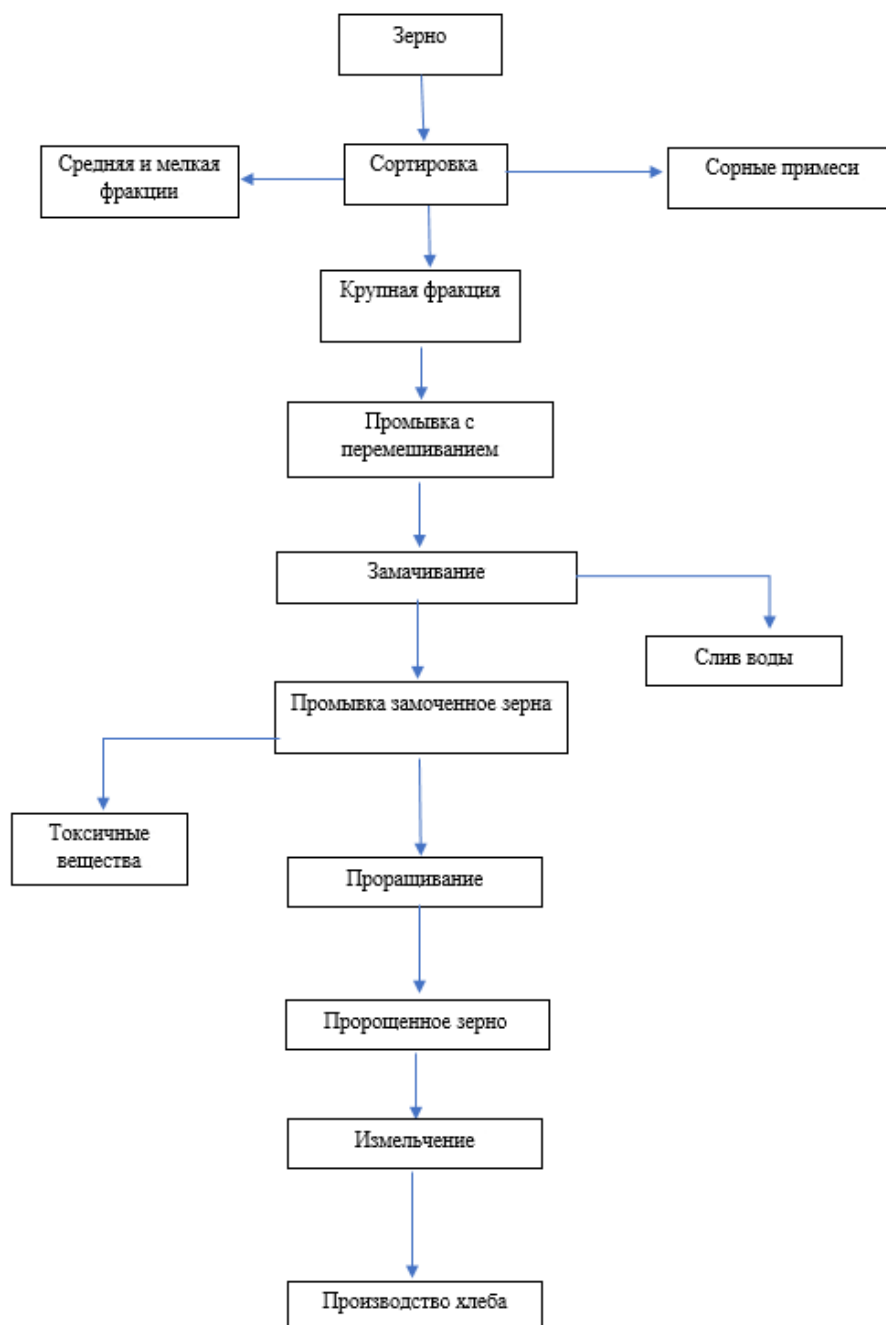 Зерно
Средняя и мелкая
фракции
Сортировка
Сорные примеси
Крупная фракция
Промывка с
перемешиванием
Замачивание
Слив воды
Промывка замоченное зерна
Токсичные
вещества
Проращивание
Пророщенное зерно
Измельчение
Производство хлеба